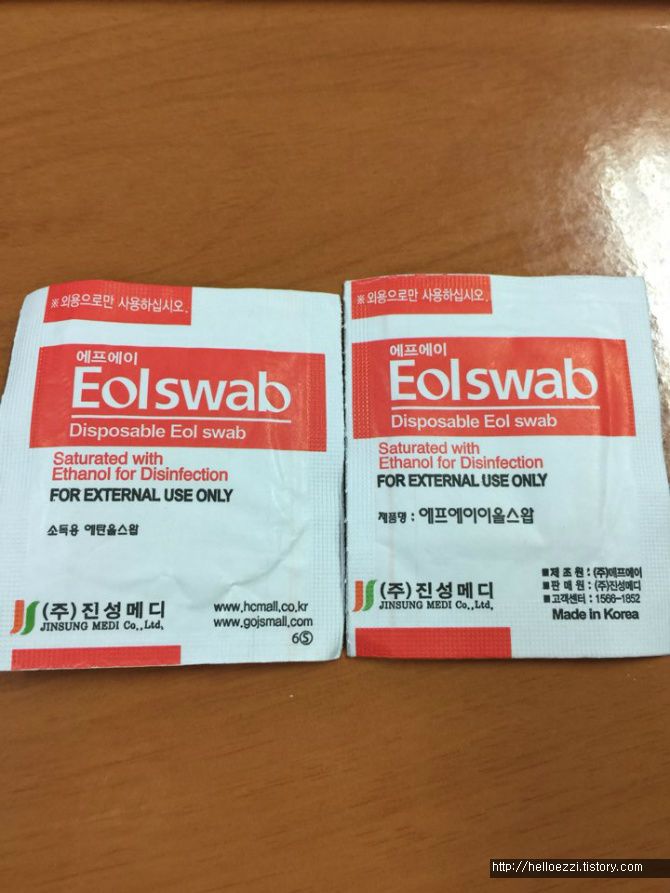 ※외용으로만 사용하십시오.
에프에이
Eolswab
Disposable Eol swab
Saturated with
Ethanol for Disinfection
FOR EXTERNAL USE ONLY
소독용 에탄올스왑
(주)진성메디
JINSUNG MEDI Co.,Ltd.
www.hcmall.co.kr
www.gojsmall.com
6Ⓢ
※외용으로만 사용하십시오.
에프에이
Eolswab
Disposable Eol swab
Saturated with
Ethanol for Disinfection
FOR EXTERNAL USE ONLY
제품명 : 에프에이이올스왑
(주)진성메디
JINSUNG MEDI Co.,Ltd.
■제 조 원 : (주)에프에이
■판 매 원 : (주)진성메디
■고객센터 : 1566-1852
Made in Korea
http://helloezzi.tistory.com